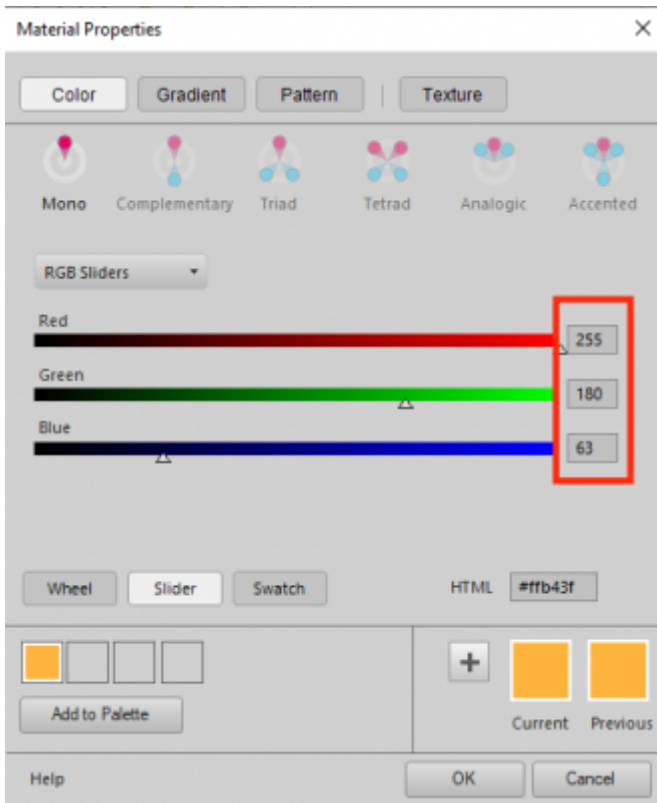 Material Properties
Color Gradient Pattern Texture
Mono Complementary Triad Tetrad Analogic Accented
RGB Sliders
Red
255
Green
180
Blue
63
Wheel Slider Swatch HTML #ffb43f
Add to Palette
Current Previous
Help OK Cancel